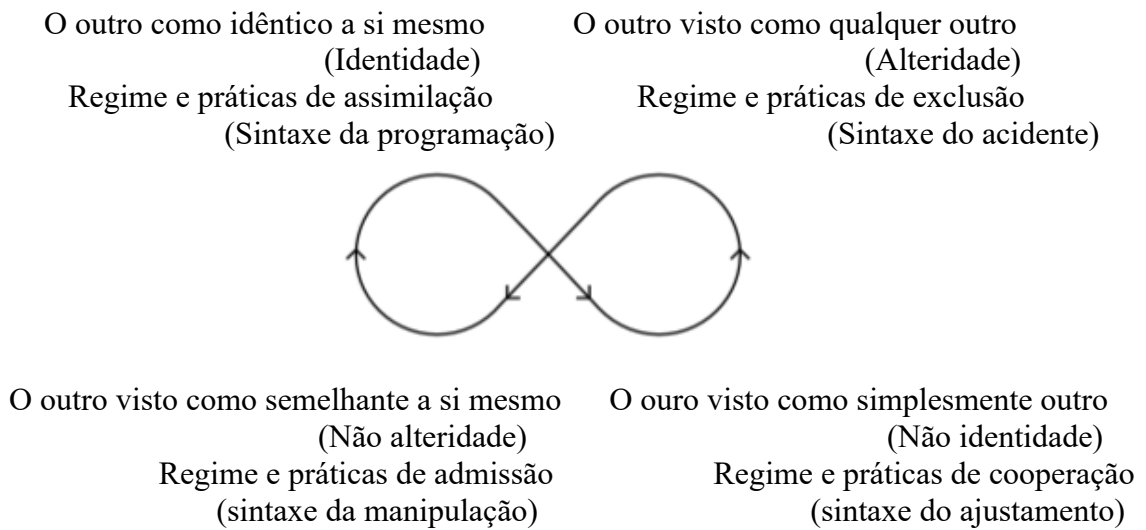 O outro como idêntico a si mesmo
(Identidade)
Regime e práticas de assimilação
(Sintaxe da programação)
O outro visto como qualquer outro
(Alteridade)
Regime e práticas de exclusão
(Sintaxe do acidente)
O outro visto como semelhante a si mesmo
(Não alteridade)
Regime e práticas de admissão
(sintaxe da manipulação)
O ouro visto como simplesmente outro
(Não identidade)
Regime e práticas de cooperação
(sintaxe do ajustamento)